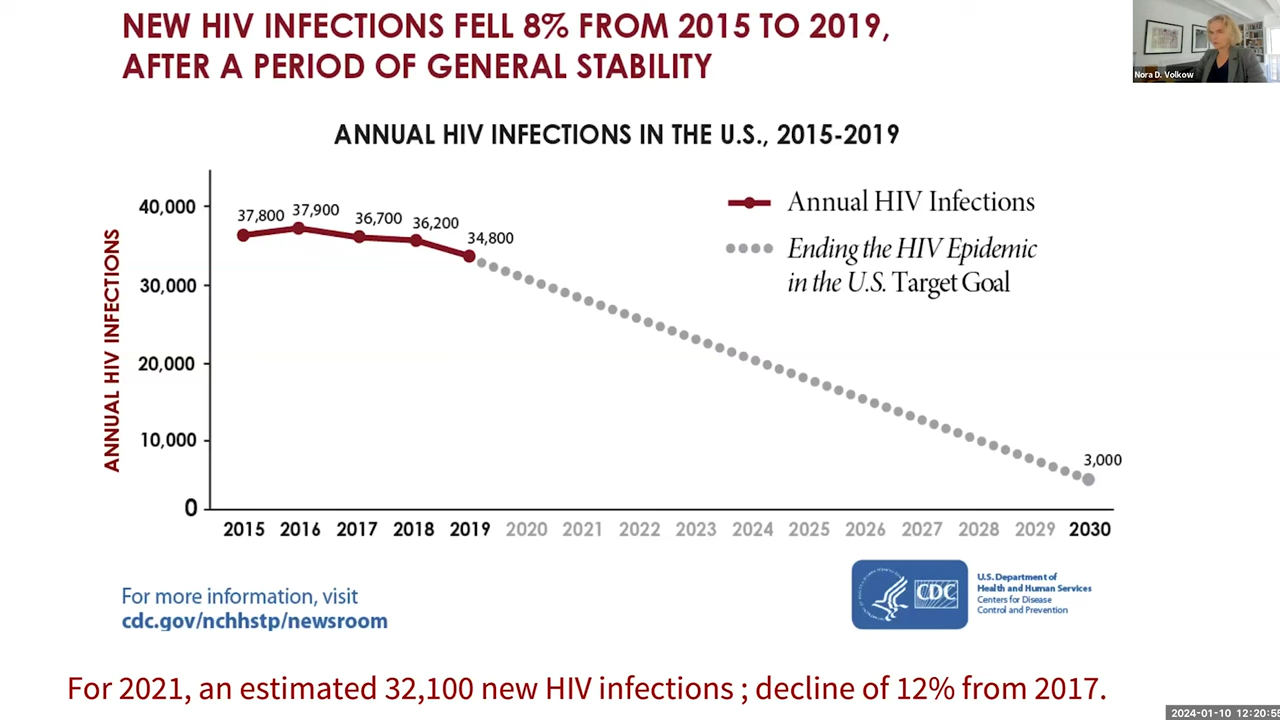 NEW HIV INFECTIONS FELL 8% FROM 2015 TO 2019,
AFTER A PERIOD OF GENERAL STABILITY
Nora D. Volkow
ANNUAL HIV INFECTIONS IN THE U.S., 2015-2019
ANNUAL HIV INFECTIONS
40,000
30,000
20,000
10,000
0
37,800
37,900
36,700
36,200
34,800
3,000
Annual HIV Infections
Ending the HIV Epidemic
in the U.S. Target Goal
2015 2016 2017 2018 2019 2020 2021 2022 2023 2024 2025 2026 2027 2028 2029 2030
For more information, visit
cdc.gov/nchhstp/newsroom
CDC
U.S. Department of
Health and Human Services
Centers for Disease
Control and Prevention
For 2021, an estimated 32,100 new HIV infections ; decline of 12% from 2017.
2024-01-10 12:20:55